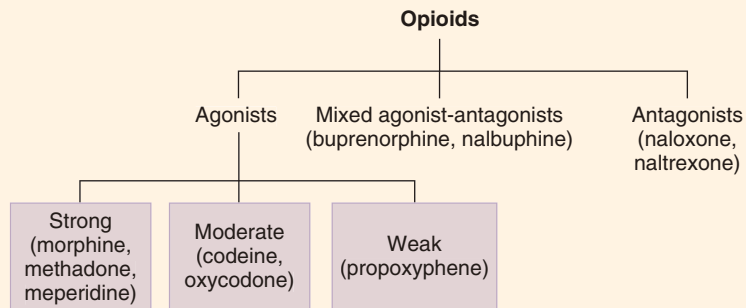 Opioids
Agonists
Mixed agonist-antagonists
(buprenorphine, nalbuphine)
Antagonists
(naloxone,
naltrexone)
Strong
(morphine,
methadone,
meperidine)
Moderate
(codeine,
oxycodone)
Weak
(propoxyphene)